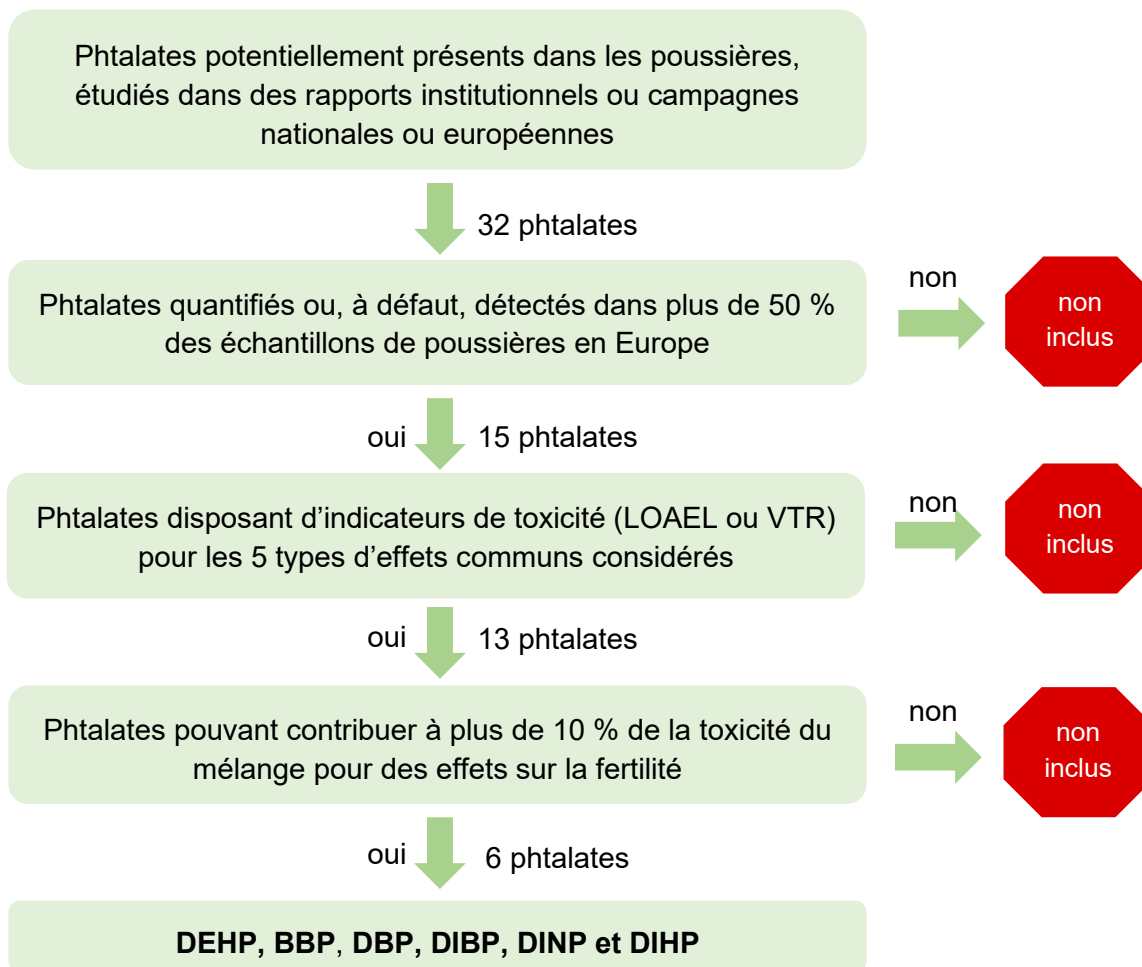 Phtalates potentiellement présents dans les poussières,
étudiés dans des rapports institutionnels ou campagnes
nationales ou européennes
32 phtalates
Phtalates quantifiés ou, à défaut, détectés dans plus de 50 %
des échantillons de poussières en Europe
non
non
inclus
oui
15 phtalates
Phtalates disposant d'indicateurs de toxicité (LOAEL ou VTR)
pour les 5 types d'effets communs considérés
non
non
inclus
oui
13 phtalates
Phtalates pouvant contribuer à plus de 10 % de la toxicité du
mélange pour des effets sur la fertilité
non
non
inclus
oui
6 phtalates
DEHP, BBP, DBP, DIBP, DINP et DIHP